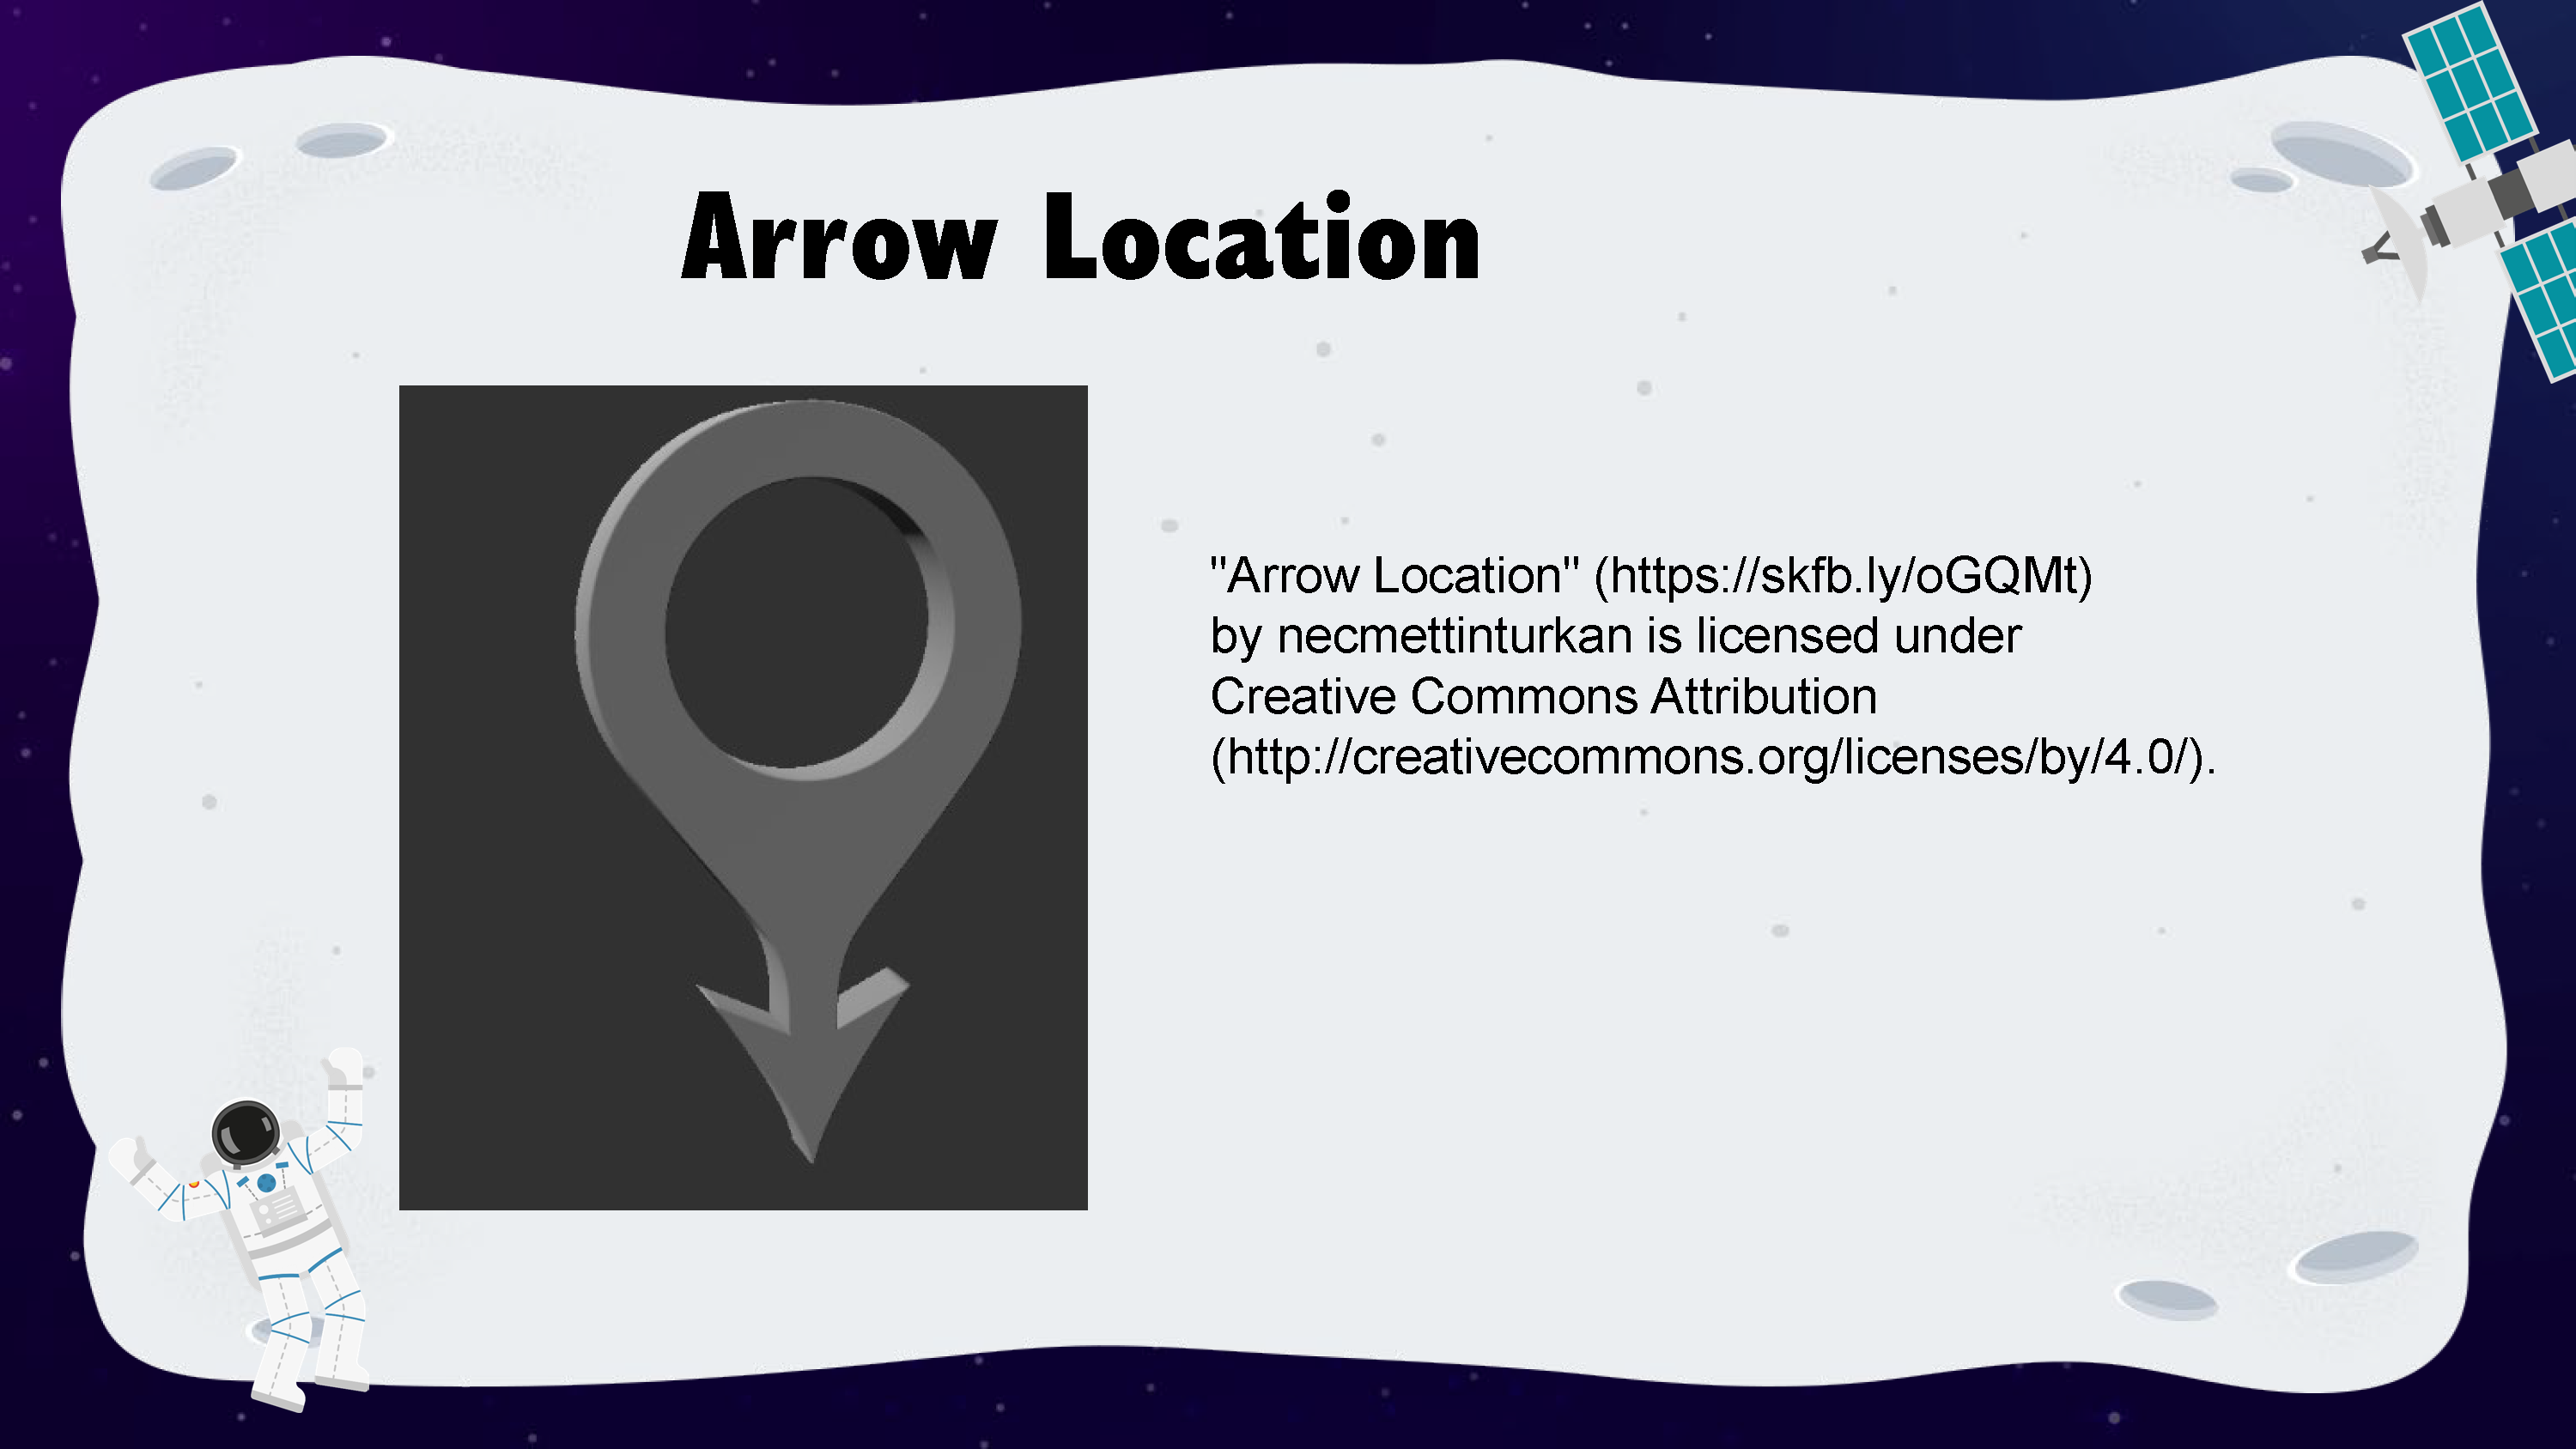 Arrow Location
"Arrow Location" (https://skfb.ly/oGQMt)
by necmettinturkan is licensed under
Creative Commons Attribution
(http://creativecommons.org/licenses/by/4.0/).